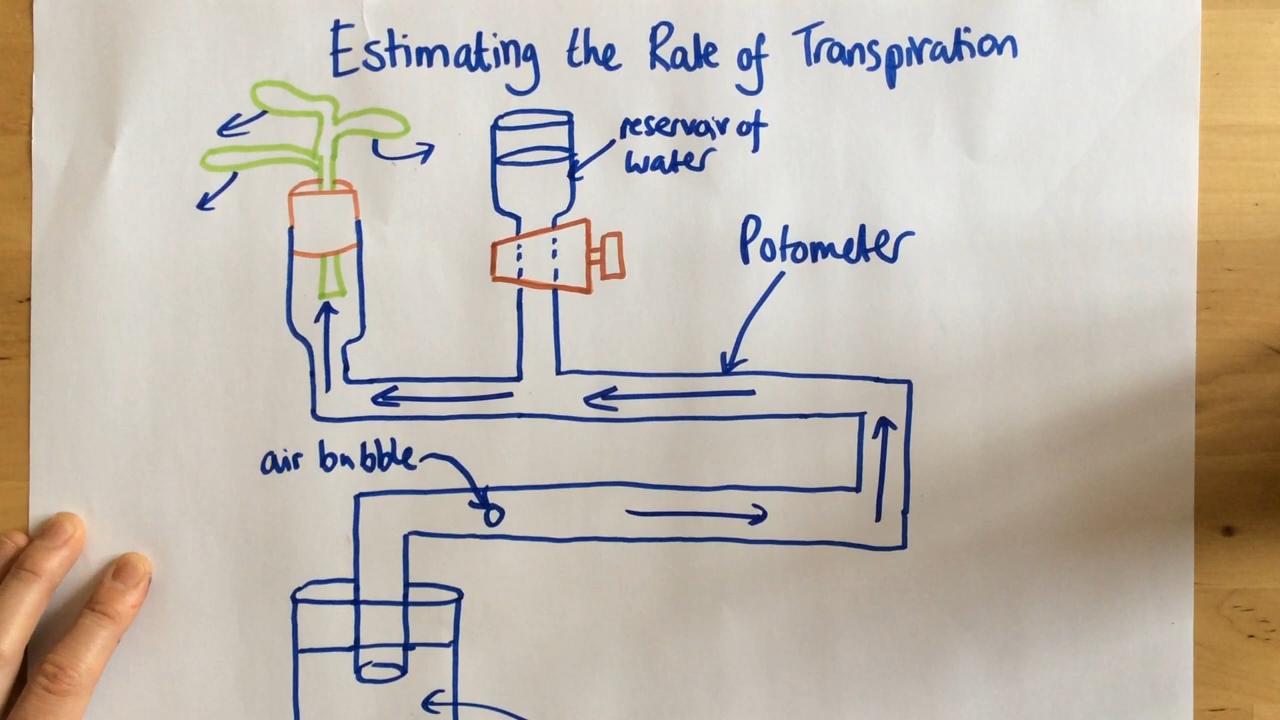 Estimating the Rate of Transpiration
reservoir of
water
Potometer
air bubble